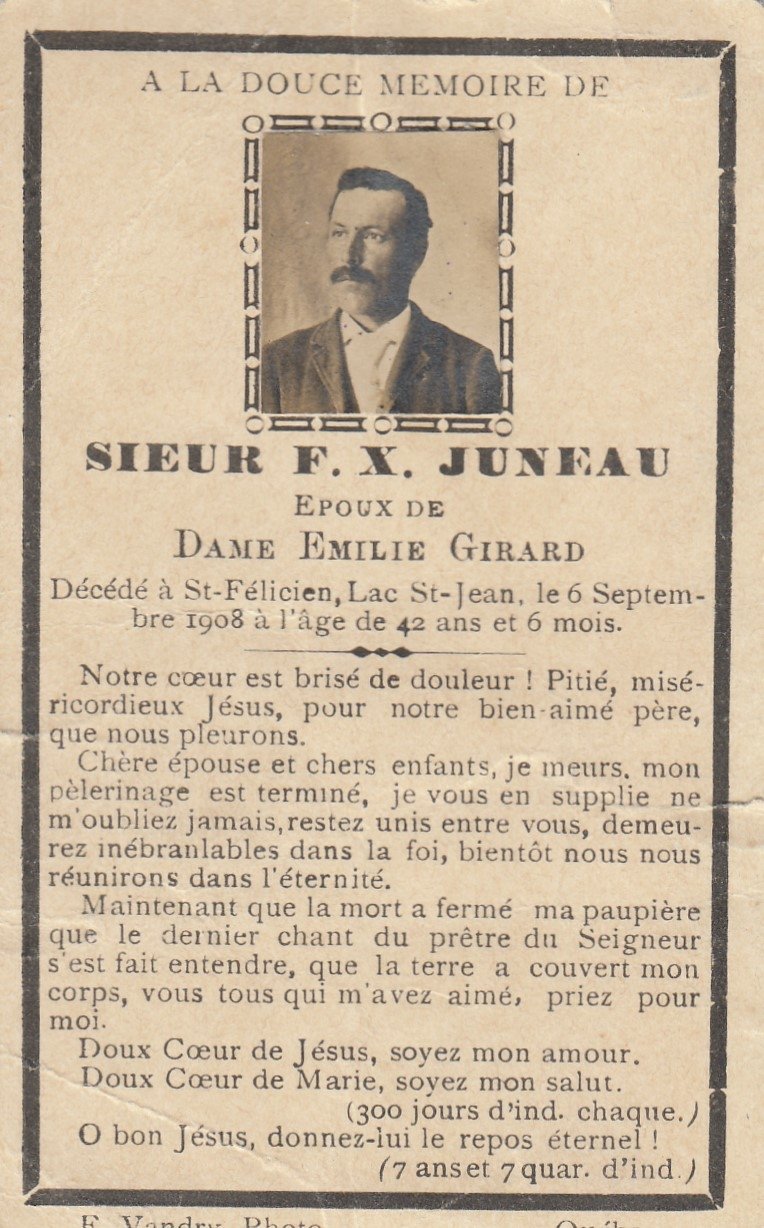 A LA DOUCE MEMOIRE DE
SIEUR F. X. JUNEAU
EPOUX DE
DAME EMILIE GIRARD
Décédé à St-Félicien, Lac St-Jean, le 6 Septem-
bre 1908 à l'âge de 42 ans et 6 mois.
Notre cœur est brisé de douleur ! Pitié, misé-
ricordieux Jésus, pour notre bien-aimé père,
que nous pleurons.
Chère épouse et chers enfants, je meurs. mon
pèlerinage est terminé, je vous en supplie ne
m'oubliez jamais, restez unis entre vous, demeu-
rez inébranlables dans la foi, bientôt nous nous
réunirons dans l'éternité.
Maintenant que la mort a fermé ma paupière
que le dernier chant du prêtre du Seigneur
s'est fait entendre, que la terre a couvert mon
corps, vous tous qui m'avez aimé, priez pour
moi.
Doux Cœur de Jésus, soyez mon amour.
Doux Cœur de Marie, soyez mon salut.
(300 jours d'ind. chaque.)
O bon Jésus, donnez-lui le repos éternel !
(7 ans et 7 quar. d'ind.)
F. Vandry Photo